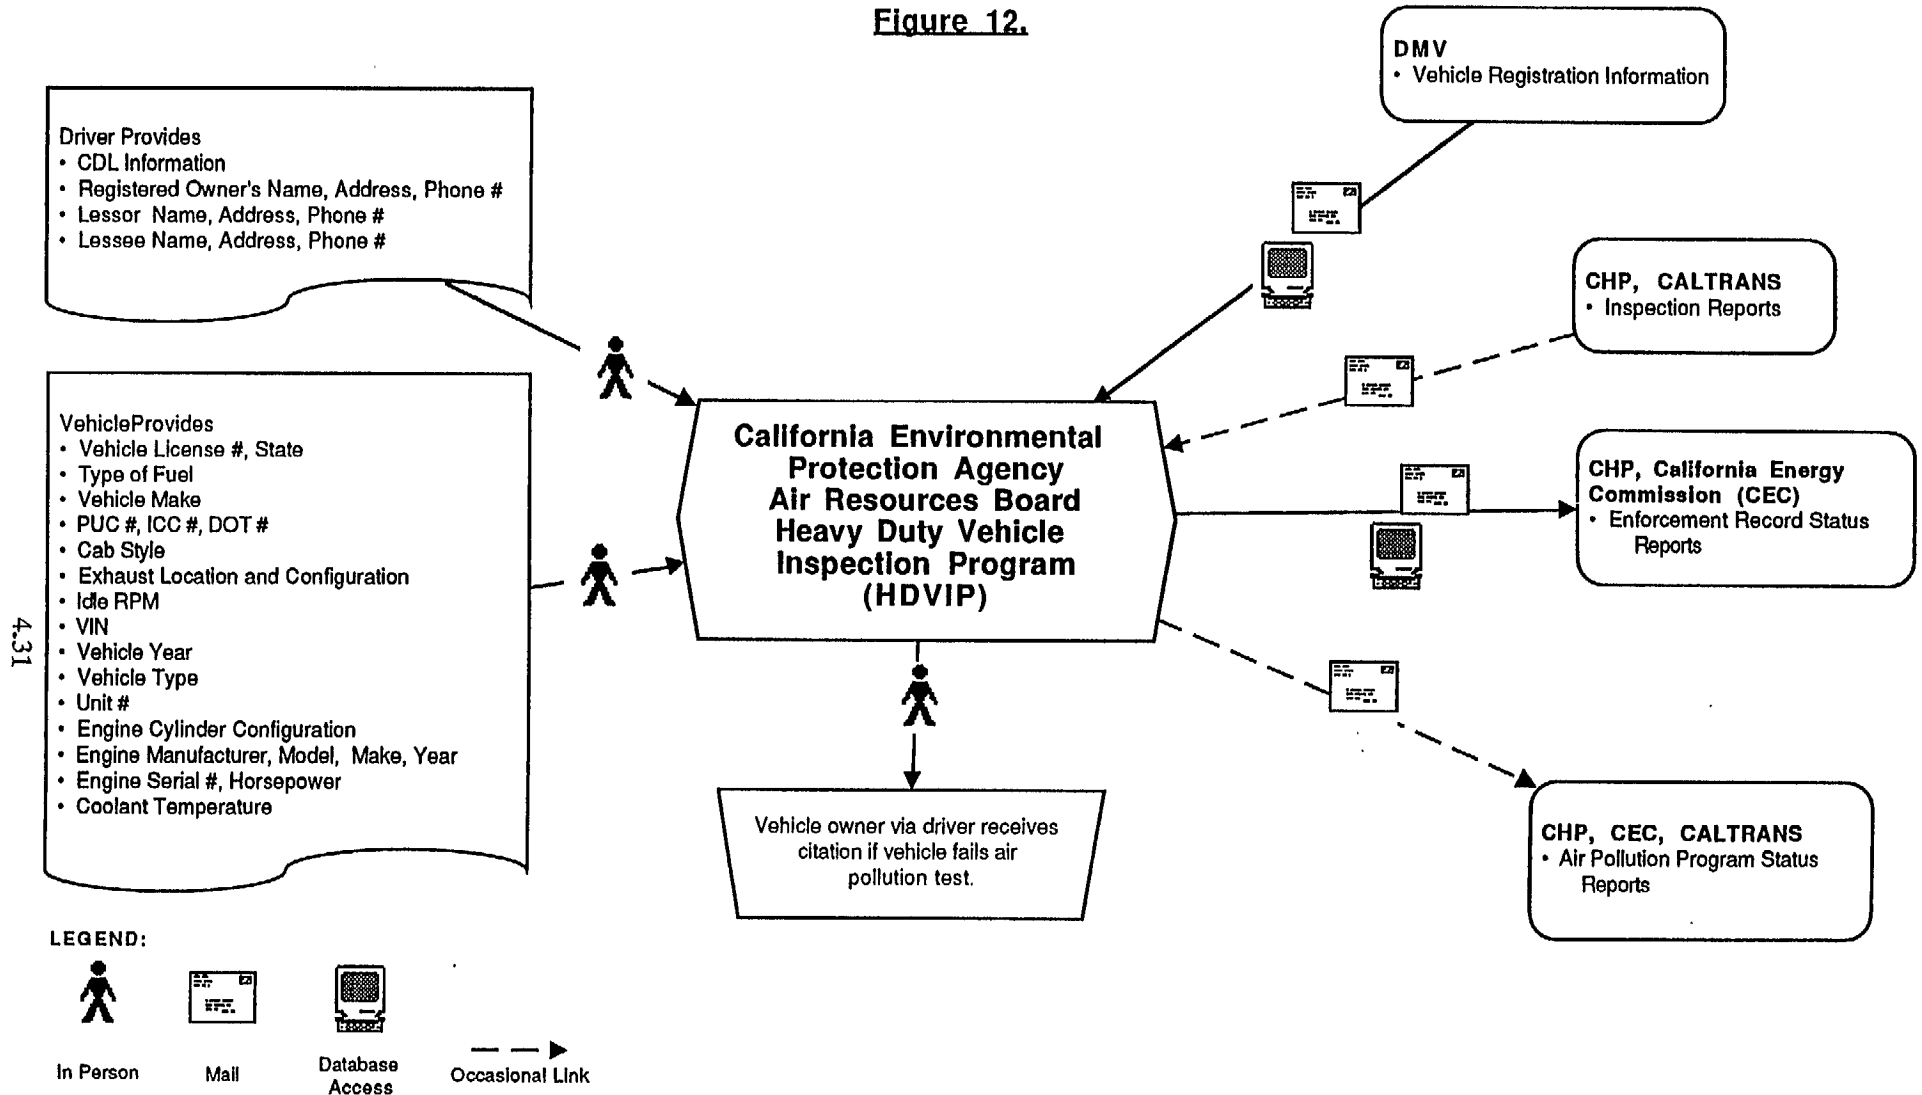 Figure 12.
DMV
• Vehicle Registration Information
Driver Provides
• CDL Information
• Registered Owner's Name, Address, Phone #
• Lessor Name, Address, Phone #
• Lessee Name, Address, Phone #
CHP, CALTRANS
• Inspection Reports
VehicleProvides
• Vehicle License #, State
• Type of Fuel
• Vehicle Make
• PUC #, ICC #, DOT #
• Cab Style
• Exhaust Location and Configuration
• Idle RPM
• VIN
• Vehicle Year
• Vehicle Type
• Unit #
• Engine Cylinder Configuration
• Engine Manufacturer, Model, Make, Year
• Engine Serial #, Horsepower
• Coolant Temperature
California Environmental
Protection Agency
Air Resources Board
Heavy Duty Vehicle
Inspection Program
(HDVIP)
CHP, California Energy
Commission (CEC)
• Enforcement Record Status
Reports
4.31
Vehicle owner via driver receives
citation if vehicle fails air
pollution test.
CHP, CEC, CALTRANS
• Air Pollution Program Status
Reports
LEGEND:
In Person
Mail
Database
Access
Occasional Link